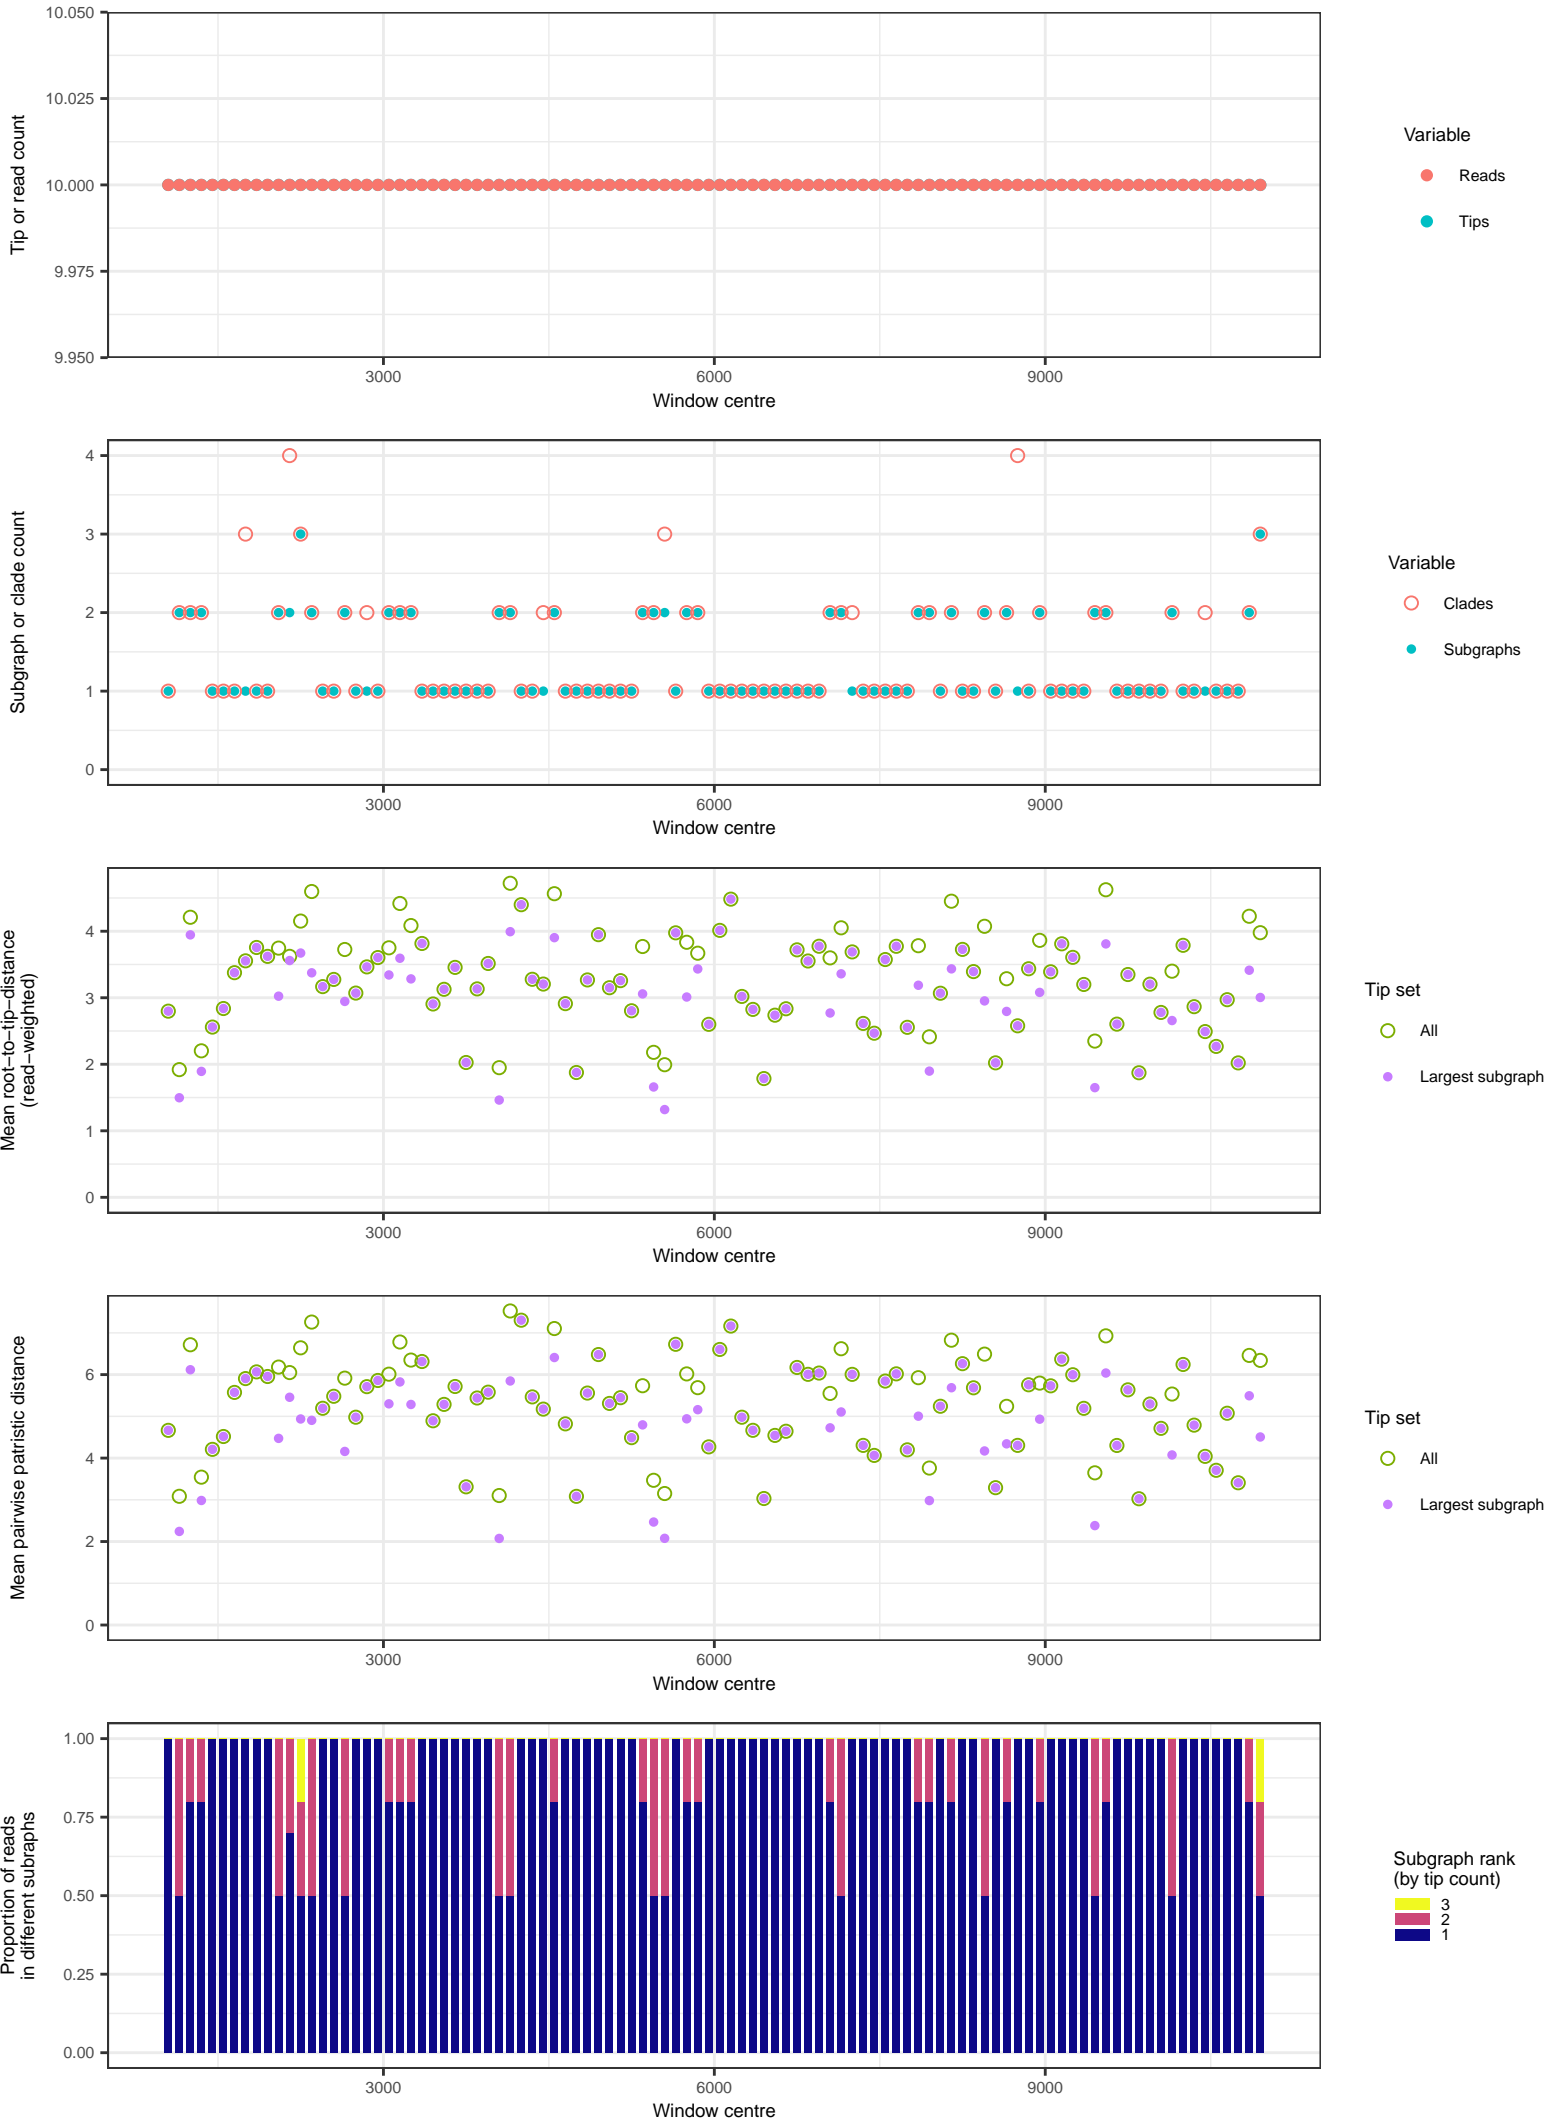 10.050
10.025
10.000
9.975
9.950
Tip or read count
3000 6000 9000
Window centre
Variable
Reads
Tips
4
3
2
1
0
Subgraph or clade count
3000 6000 9000
Window centre
Variable
Clades
Subgraphs
4
3
2
1
0
Mean root−to−tip−distance
(read−weighted)
3000 6000 9000
Window centre
Tip set
All
Largest subgraph
6
4
2
0
Mean pairwise patristic distance
3000 6000 9000
Window centre
Tip set
All
Largest subgraph
1.00
0.75
0.50
0.25
0.00
Proportion of reads
in different subraphs
3000 6000 9000
Window centre
Subgraph rank
(by tip count)
3
2
1